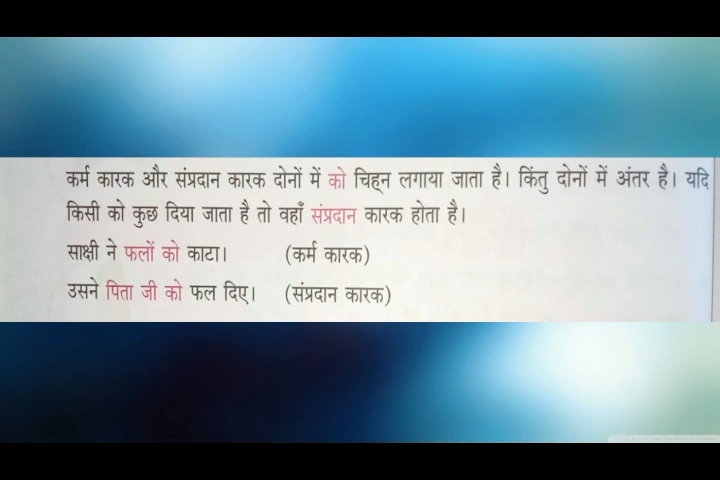 कर्म कारक और संप्रदान कारक दोनों में को चिह्न लगाया जाता है। किंतु दोनों में अंतर है। यदि
किसी को कुछ दिया जाता है तो वहाँ संप्रदान कारक होता है।
साक्षी ने फलों को काटा। (कर्म कारक)
उसने पिता जी को फल दिए। (संप्रदान कारक)